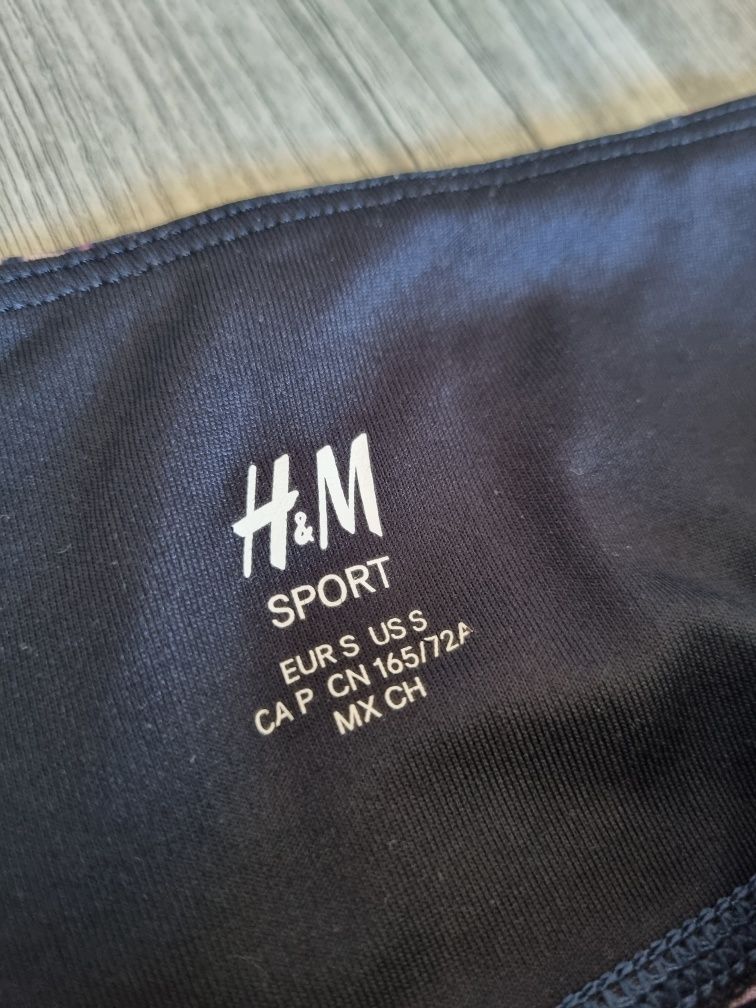 H&M
SPORT
EUR S US S
CA P CN 165/72A
MX CH